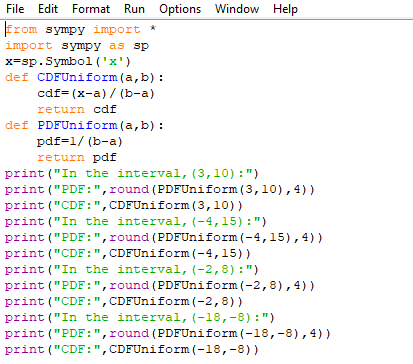 File Edit Format Run Options Window Help
from sympy import *
import sympy as sp
x=sp.Symbol('x')
def CDFUniform(a,b):
    cdf=(x-a)/(b-a)
    return cdf
def PDFUniform(a,b):
    pdf=1/(b-a)
    return pdf
print("In the interval,(3,10):")
print("PDF:",round(PDFUniform(3,10),4))
print("CDF:",CDFUniform(3,10))
print("In the interval,(-4,15):")
print("PDF:",round(PDFUniform(-4,15),4))
print("CDF:",CDFUniform(-4,15))
print("In the interval,(-2,8):")
print("PDF:",round(PDFUniform(-2,8),4))
print("CDF:",CDFUniform(-2,8))
print("In the interval,(-18,-8):")
print("PDF:",round(PDFUniform(-18,-8),4))
print("CDF:",CDFUniform(-18,-8))